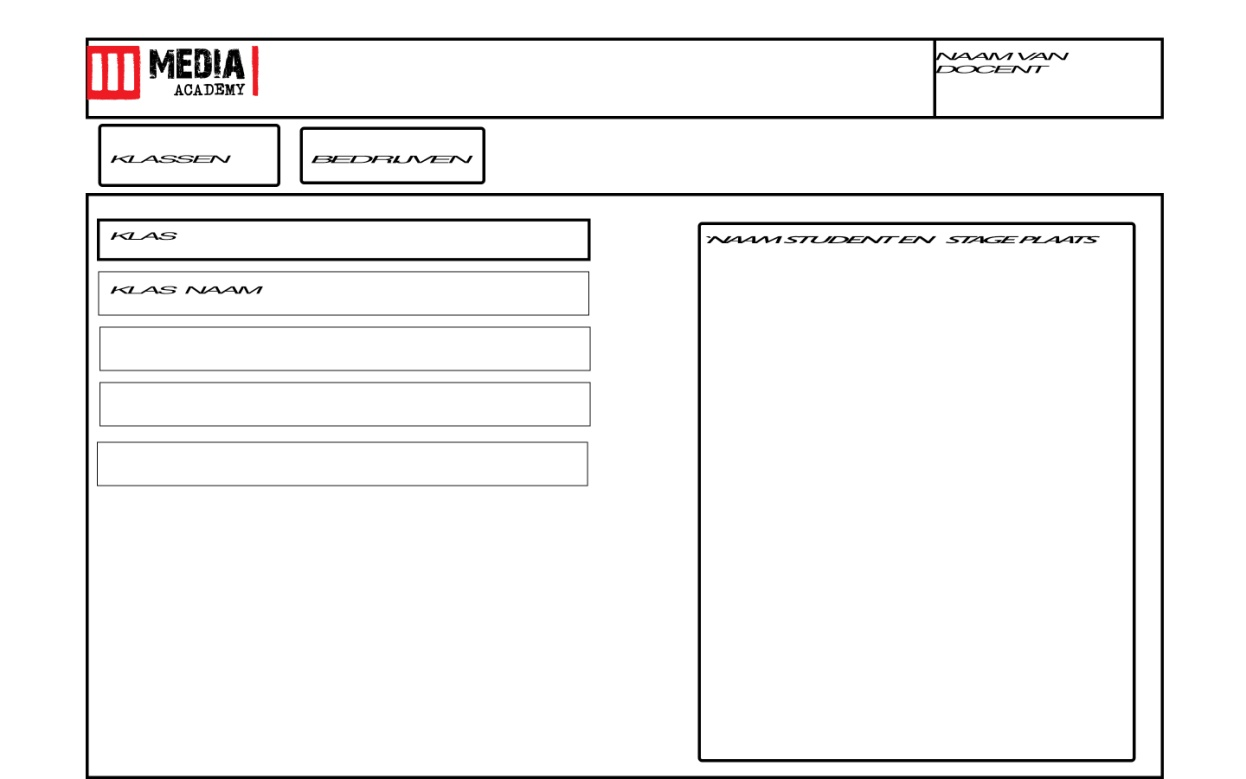 MEDIA
ACADEMY
NAAM VAN
DOCENT
KLASSEN
BEDRIJVEN
KLAS
KLAS NAAM
NAAM STUDENT EN STAGE PLAATS